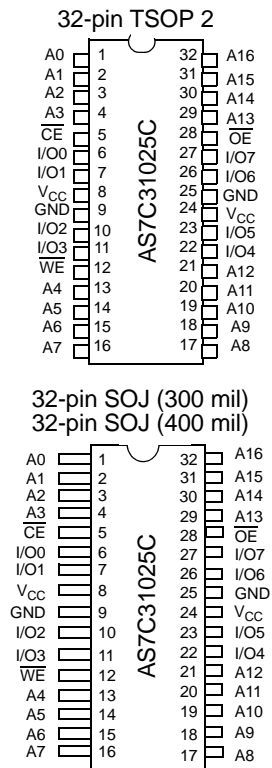 32-pin TSOP 2
A0 1 32 A16
A1 2 31 A15
A2 3 30 A14
A3 4 29 A13
CE 5 28 OE
I/O0 6 27 I/O7
I/O1 7 26 I/O6
VCC 8 25 GND
GND 9 24 VCC
I/O2 10 23 I/O5
I/O3 11 22 I/O4
WE 12 21 A12
A4 13 20 A11
A5 14 19 A10
A6 15 18 A9
A7 16 17 A8
AS7C31025C
32-pin SOJ (300 mil)
32-pin SOJ (400 mil)
A0 1 32 A16
A1 2 31 A15
A2 3 30 A14
A3 4 29 A13
CE 5 28 OE
I/O0 6 27 I/O7
I/O1 7 26 I/O6
VCC 8 25 GND
GND 9 24 VCC
I/O2 10 23 I/O5
I/O3 11 22 I/O4
WE 12 21 A12
A4 13 20 A11
A5 14 19 A10
A6 15 18 A9
A7 16 17 A8
AS7C31025C